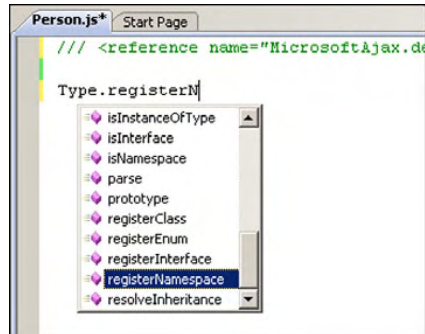 Person.js* Start Page
/// <reference name="MicrosoftAjax.de
Type.registerN
isInstanceOfType
isInterface
isNamespace
parse
prototype
registerClass
registerEnum
registerInterface
registerNamespace
resolveInheritance